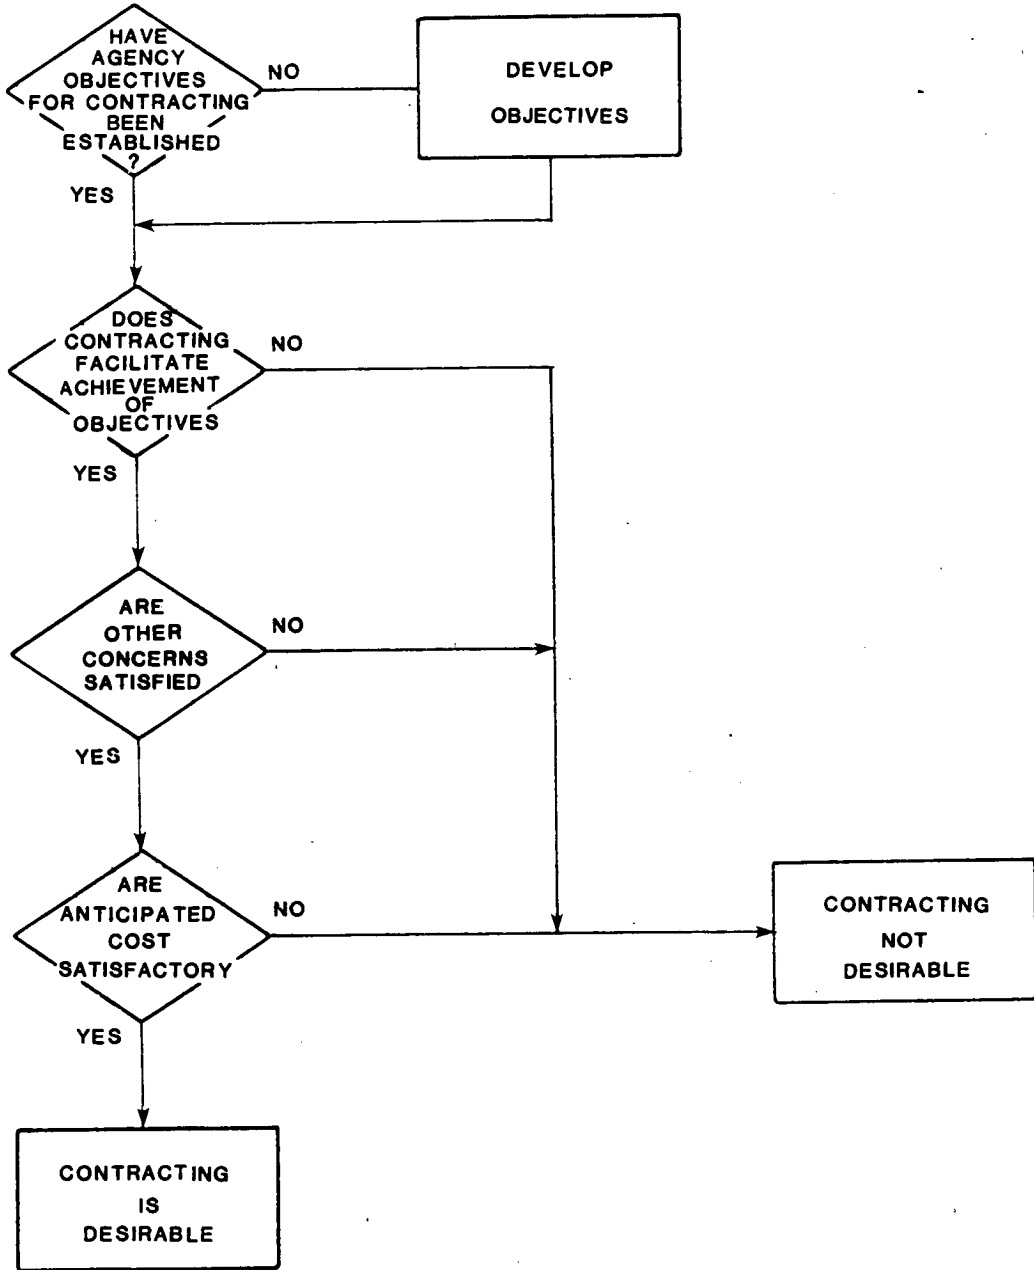 HAVE
AGENCY
OBJECTIVES
FOR CONTRACTING
BEEN
ESTABLISHED
?
NO
DEVELOP
OBJECTIVES
YES
DOES
CONTRACTING
FACILITATE
ACHIEVEMENT
OF
OBJECTIVES
NO
YES
ARE
OTHER
CONCERNS
SATISFIED
NO
YES
ARE
ANTICIPATED
COST
SATISFACTORY
NO
CONTRACTING
NOT
DESIRABLE
YES
CONTRACTING
IS
DESIRABLE